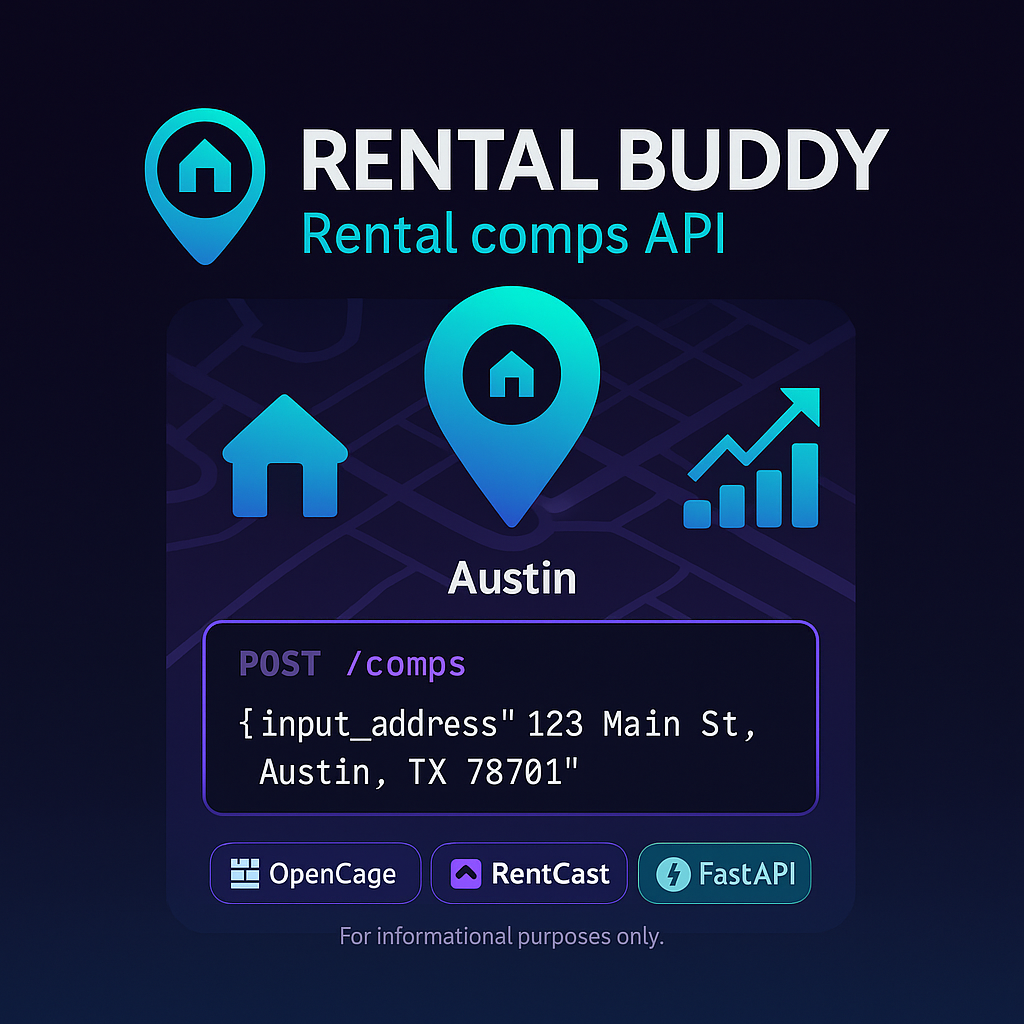 RENTAL BUDDY
Rental comps API
Austin
POST /comps
{input_address" 123 Main St,
Austin, TX 78701"
OpenCage
RentCast
FastAPI
For informational purposes only.